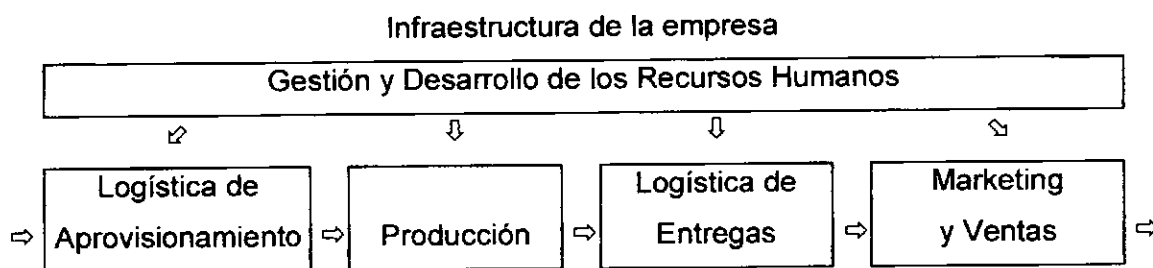 Infraestructura de la empresa
Gestión y Desarrollo de los Recursos Humanos
Logística de
Aprovisionamiento
Producción
Logística de
Entregas
Marketing
y Ventas